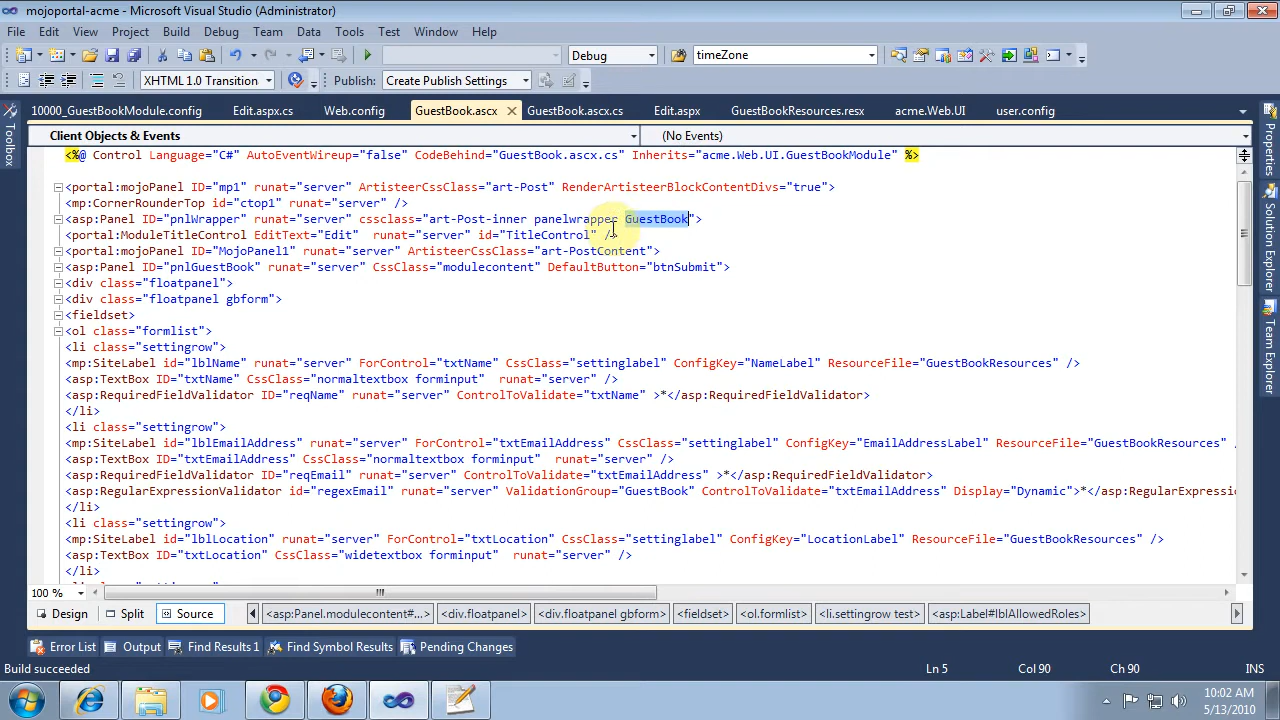 mojoportal-acme - Microsoft Visual Studio (Administrator)
File Edit View Project Build Debug Team Data Tools Test Window Help
Debug timeZone
XHTML 1.0 Transition Publish: Create Publish Settings
10000_GuestBookModule.config Edit.aspx.cs Web.config GuestBook.ascx GuestBook.ascx.cs Edit.aspx GuestBookResources.resx acme.Web.UI user.config
Toolbox
Client Objects & Events (No Events)
<%@ Control Language="C#" AutoEventWireup="false" CodeBehind="GuestBook.ascx.cs" Inherits="acme.Web.UI.GuestBookModule" %>
<portal:mojoPanel ID="mp1" runat="server" ArtisteerCssClass="art-Post" RenderArtisteerBlockContentDivs="true">
<mp:CornerRounderTop id="ctop1" runat="server" />
<asp:Panel ID="pnlWrapper" runat="server" cssclass="art-Post-inner panelwrapper GuestBook">
<portal:ModuleTitleControl EditText="Edit"  runat="server" id="TitleControl" />
<portal:mojoPanel ID="MojoPanel1" runat="server" ArtisteerCssClass="art-PostContent">
<asp:Panel ID="pnlGuestBook" runat="server" CssClass="modulecontent" DefaultButton="btnSubmit">
<div class="floatpanel">
<div class="floatpanel gbform">
<fieldset>
<ol class="formlist">
<li class="settingrow">
<mp:SiteLabel id="lblName" runat="server" ForControl="txtName" CssClass="settinglabel" ConfigKey="NameLabel" ResourceFile="GuestBookResources" />
<asp:TextBox ID="txtName" CssClass="normaltextbox forminput"  runat="server" />
<asp:RequiredFieldValidator ID="reqName" runat="server" ControlToValidate="txtName" >*</asp:RequiredFieldValidator>
</li>
<li class="settingrow">
<mp:SiteLabel id="lblEmailAddress" runat="server" ForControl="txtEmailAddress" CssClass="settinglabel" ConfigKey="EmailAddressLabel" ResourceFile="GuestBookResources" /
<asp:TextBox ID="txtEmailAddress" CssClass="normaltextbox forminput"  runat="server" />
<asp:RequiredFieldValidator ID="reqEmail" runat="server" ControlToValidate="txtEmailAddress" >*</asp:RequiredFieldValidator>
<asp:RegularExpressionValidator id="regexEmail" runat="server" ValidationGroup="GuestBook" ControlToValidate="txtEmailAddress" Display="Dynamic">*</asp:RegularExpressi
</li>
<li class="settingrow">
<mp:SiteLabel id="lblLocation" runat="server" ForControl="txtLocation" CssClass="settinglabel" ConfigKey="LocationLabel" ResourceFile="GuestBookResources" />
<asp:TextBox ID="txtLocation" CssClass="widetextbox forminput"  runat="server" />
</li>
Properties
Solution Explorer
Team Explorer
100 %
Design Split Source <asp:Panel.modulecontent#...> <div.floatpanel> <div.floatpanel gbform> <fieldset> <ol.formlist> <li.settingrow test> <asp:Label#lblAllowedRoles>
Error List Output Find Results 1 Find Symbol Results Pending Changes
Build succeeded Ln 5 Col 90 Ch 90 INS
10:02 AM
5/13/2010